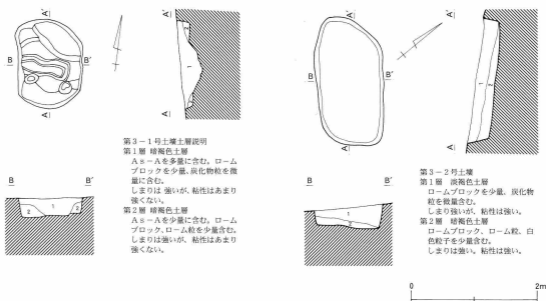 A
A'
B
B'
A
A'
A
A'
B
B'
A
A'
1
第3－1号土壙土層説明
第1層 暗褐色土層
As－Aを多量に含む。ローム
ブロックを少量、炭化物粒を微
量に含む。
しまりは 強いが、粘性はあまり
強くない。
第2層 暗褐色土層
As－Aを少量に含む。ローム
ブロック、ローム粒を少量含む。
しまりは強いが、粘性はあまり
強くない。
B
B'
1
2
2
第3－2号土壙
第1層　淡褐色土層
ロームブロックを少量、炭化物
粒を微量含む。
しまり強いが、粘性は強い。
第2層　暗褐色土層
ロームブロック、ローム粒、白
色粒子を少量含む。
しまりは強い。粘性は強い。
B
B'
1
0
2m